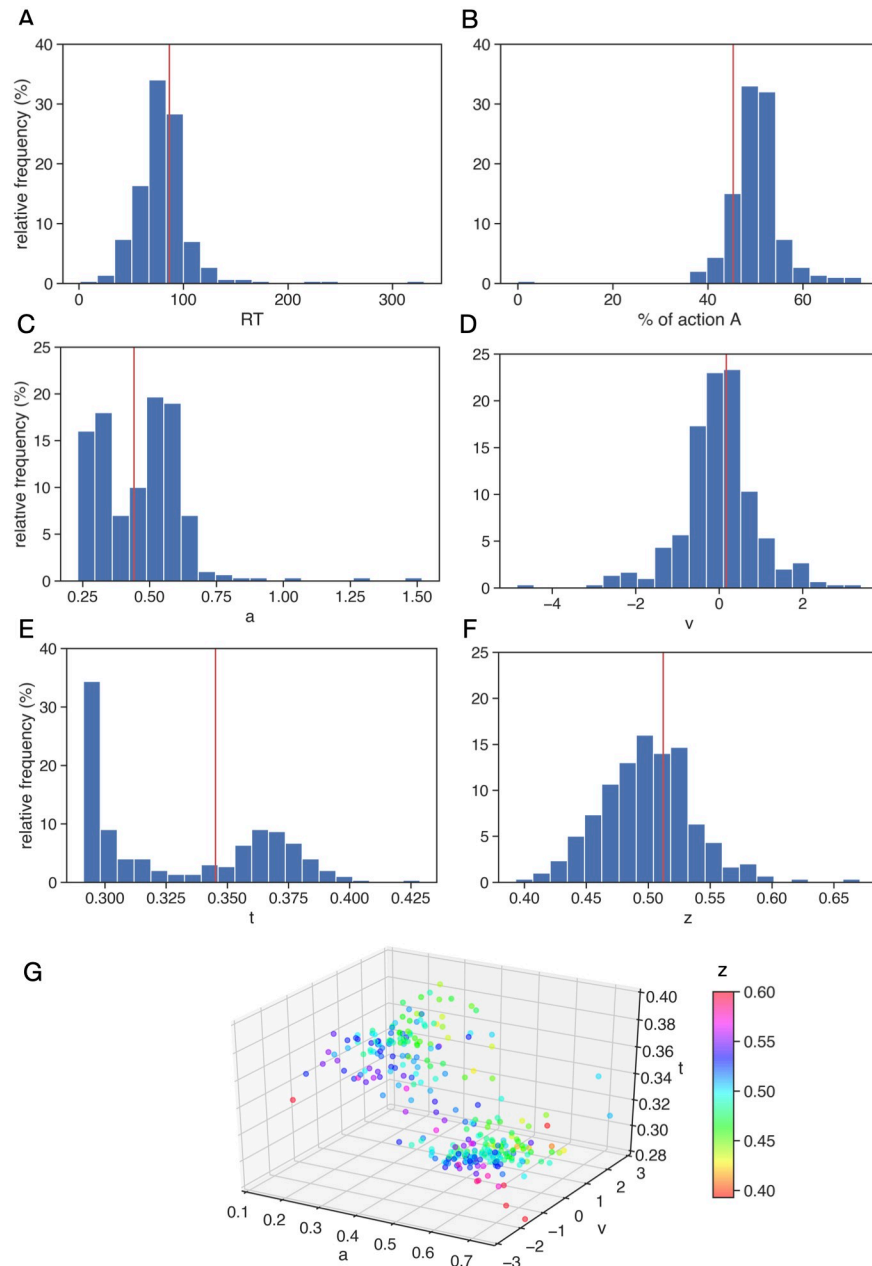 A
B
40
30
20
10
0
relative frequency (%)
0 100 200 300
RT
40
30
20
10
0
0 20 40 60
% of action A
C
D
25
20
15
10
5
0
relative frequency (%)
0.25 0.50 0.75 1.00 1.25 1.50
a
25
20
15
10
5
0
−4 −2 0 2
v
E
F
40
30
20
10
0
relative frequency (%)
0.300 0.325 0.350 0.375 0.400 0.425
t
25
20
15
10
5
0
0.40 0.45 0.50 0.55 0.60 0.65
z
G
0.40
0.38
0.36
0.34
0.32
0.30
0.28
t
3
2
1
0
−1
−2
−3
v
0.1 0.2 0.3 0.4 0.5 0.6 0.7
a
z
0.60
0.55
0.50
0.45
0.40